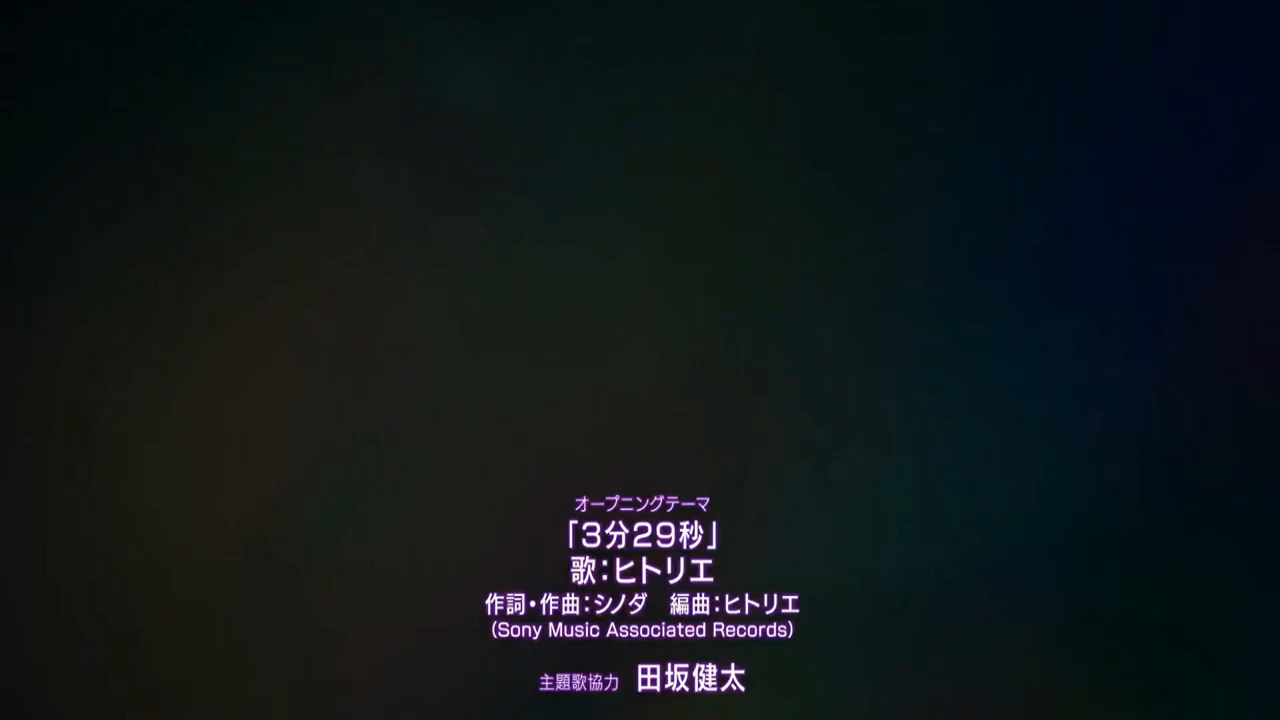 オープニングテーマ
「3分29秒」
歌：ヒトリエ
作詞・作曲：シノダ　編曲：ヒトリエ
(Sony Music Associated Records)
主題歌協力　田坂健太